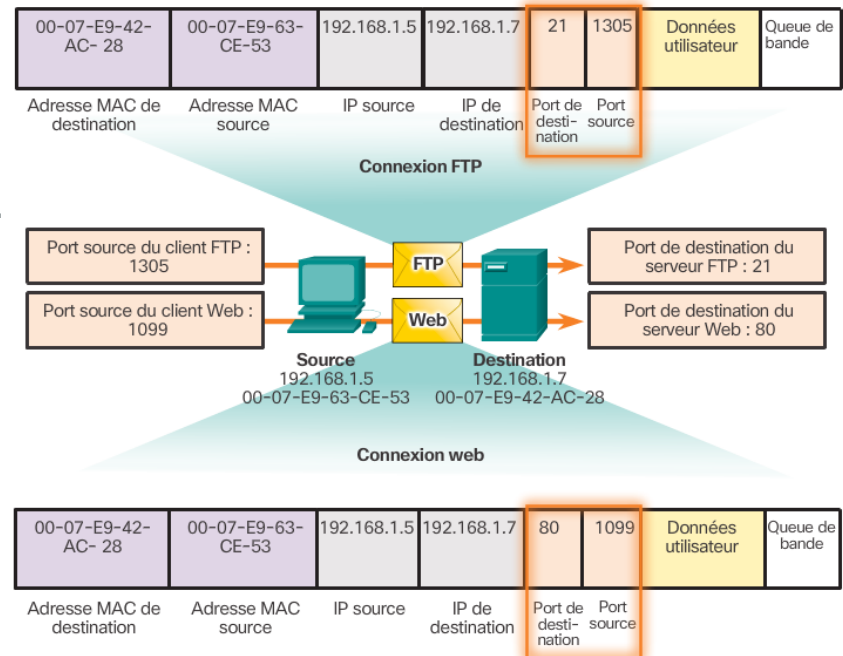 00-07-E9-42-
AC- 28
00-07-E9-63-
CE-53
192.168.1.5
192.168.1.7
21
1305
Données
utilisateur
Queue de
bande
Adresse MAC de
destination
Adresse MAC
source
IP source
IP de
destination
Port de
desti-
nation
Port
source
Connexion FTP
Port source du client FTP :
1305
FTP
Port de destination du
serveur FTP : 21
Port source du client Web :
1099
Web
Port de destination du
serveur Web : 80
Source
192.168.1.5
00-07-E9-63-CE-53
Destination
192.168.1.7
00-07-E9-42-AC-28
Connexion web
00-07-E9-42-
AC- 28
00-07-E9-63-
CE-53
192.168.1.5
192.168.1.7
80
1099
Données
utilisateur
Queue de
bande
Adresse MAC de
destination
Adresse MAC
source
IP source
IP de
destination
Port de
desti-
nation
Port
source